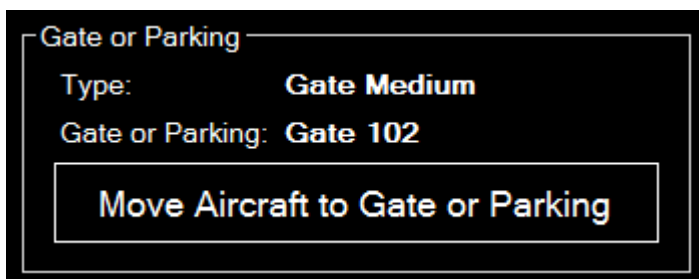 Gate or Parking
Type: Gate Medium
Gate or Parking: Gate 102
Move Aircraft to Gate or Parking